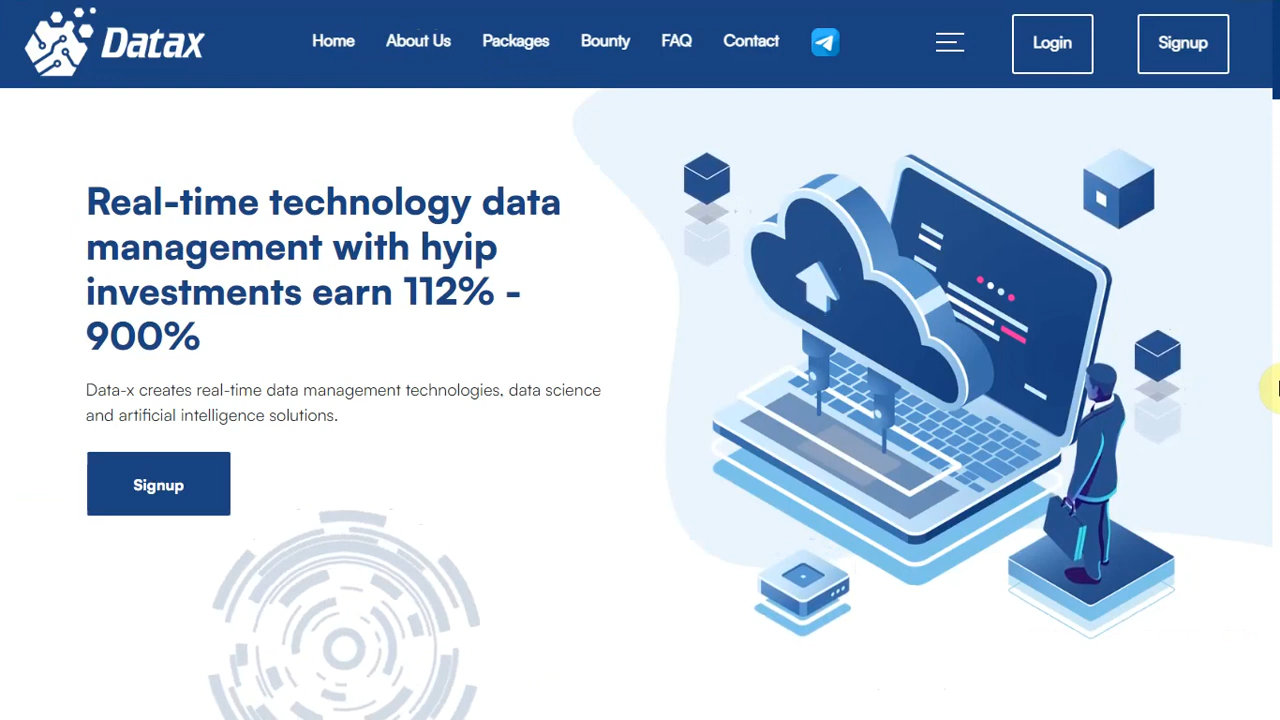 Datax
Home About Us Packages Bounty FAQ Contact
Login
Signup
Real-time technology data
management with hyip
investments earn 112% -
900%
Data-x creates real-time data management technologies, data science
and artificial intelligence solutions.
Signup